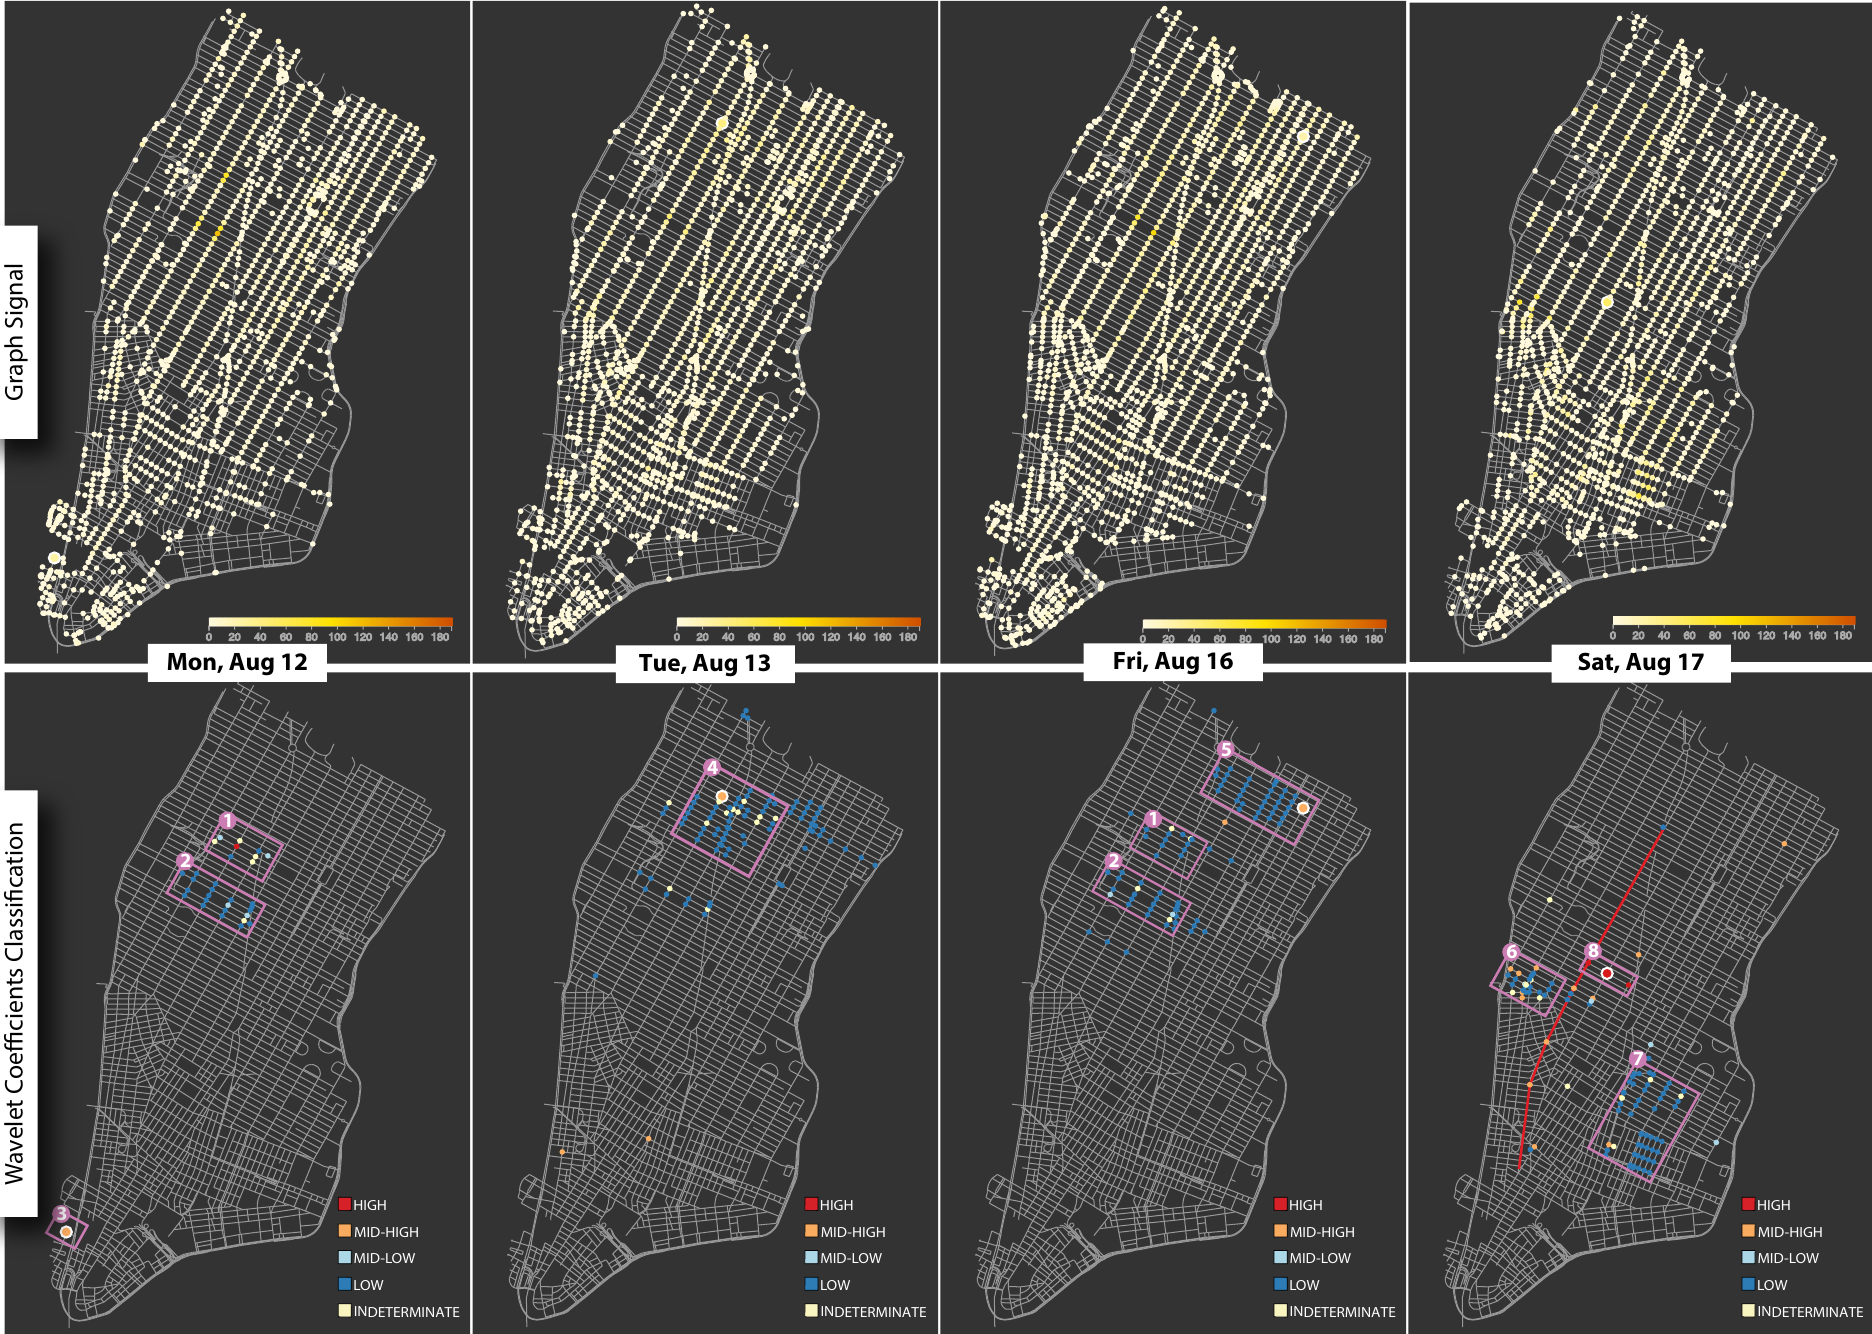 Graph Signal
0 20 40 60 80 100 120 140 160 180
0 20 40 60 80 100 120 140 160 180
0 20 40 60 80 100 120 140 160 180
0 20 40 60 80 100 120 140 160 180
Mon, Aug 12
Tue, Aug 13
Fri, Aug 16
Sat, Aug 17
Wavelet Coefficients Classification
1
2
3
HIGH
MID-HIGH
MID-LOW
LOW
INDETERMINATE
4
HIGH
MID-HIGH
MID-LOW
LOW
INDETERMINATE
5
1
2
HIGH
MID-HIGH
MID-LOW
LOW
INDETERMINATE
6
8
7
HIGH
MID-HIGH
MID-LOW
LOW
INDETERMINATE